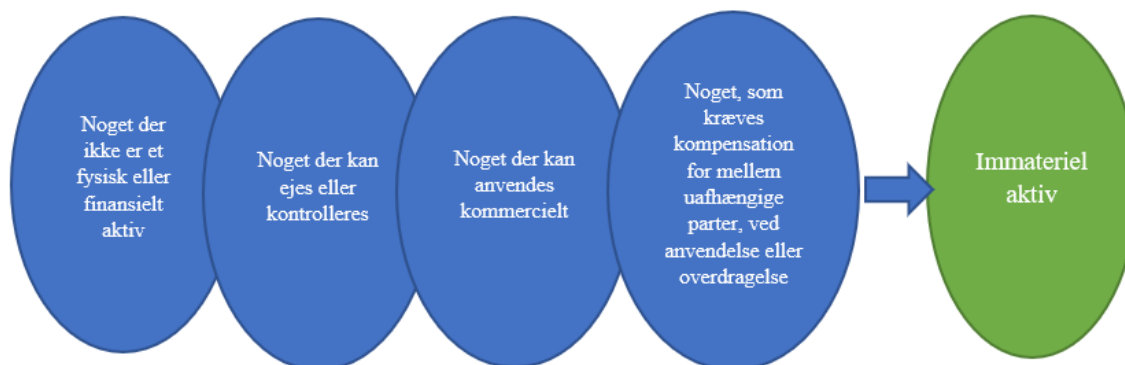 Noget der
ikke er et
fysisk eller
finansielt
aktiv
Noget der kan
ejes eller
kontrolleres
Noget der kan
anvendes
kommercielt
Noget, som
kræves
kompensation
for mellem
uafhængige
parter, ved
anvendelse eller
overdragelse
Immateriel
aktiv